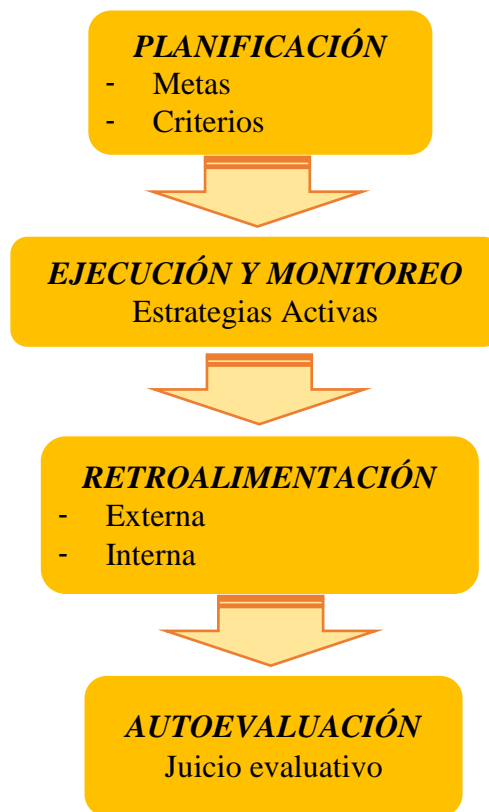 PLANIFICACIÓN
- Metas
- Criterios
EJECUCIÓN Y MONITOREO
Estrategias Activas
RETROALIMENTACIÓN
- Externa
- Interna
AUTOEVALUACIÓN
Juicio evaluativo